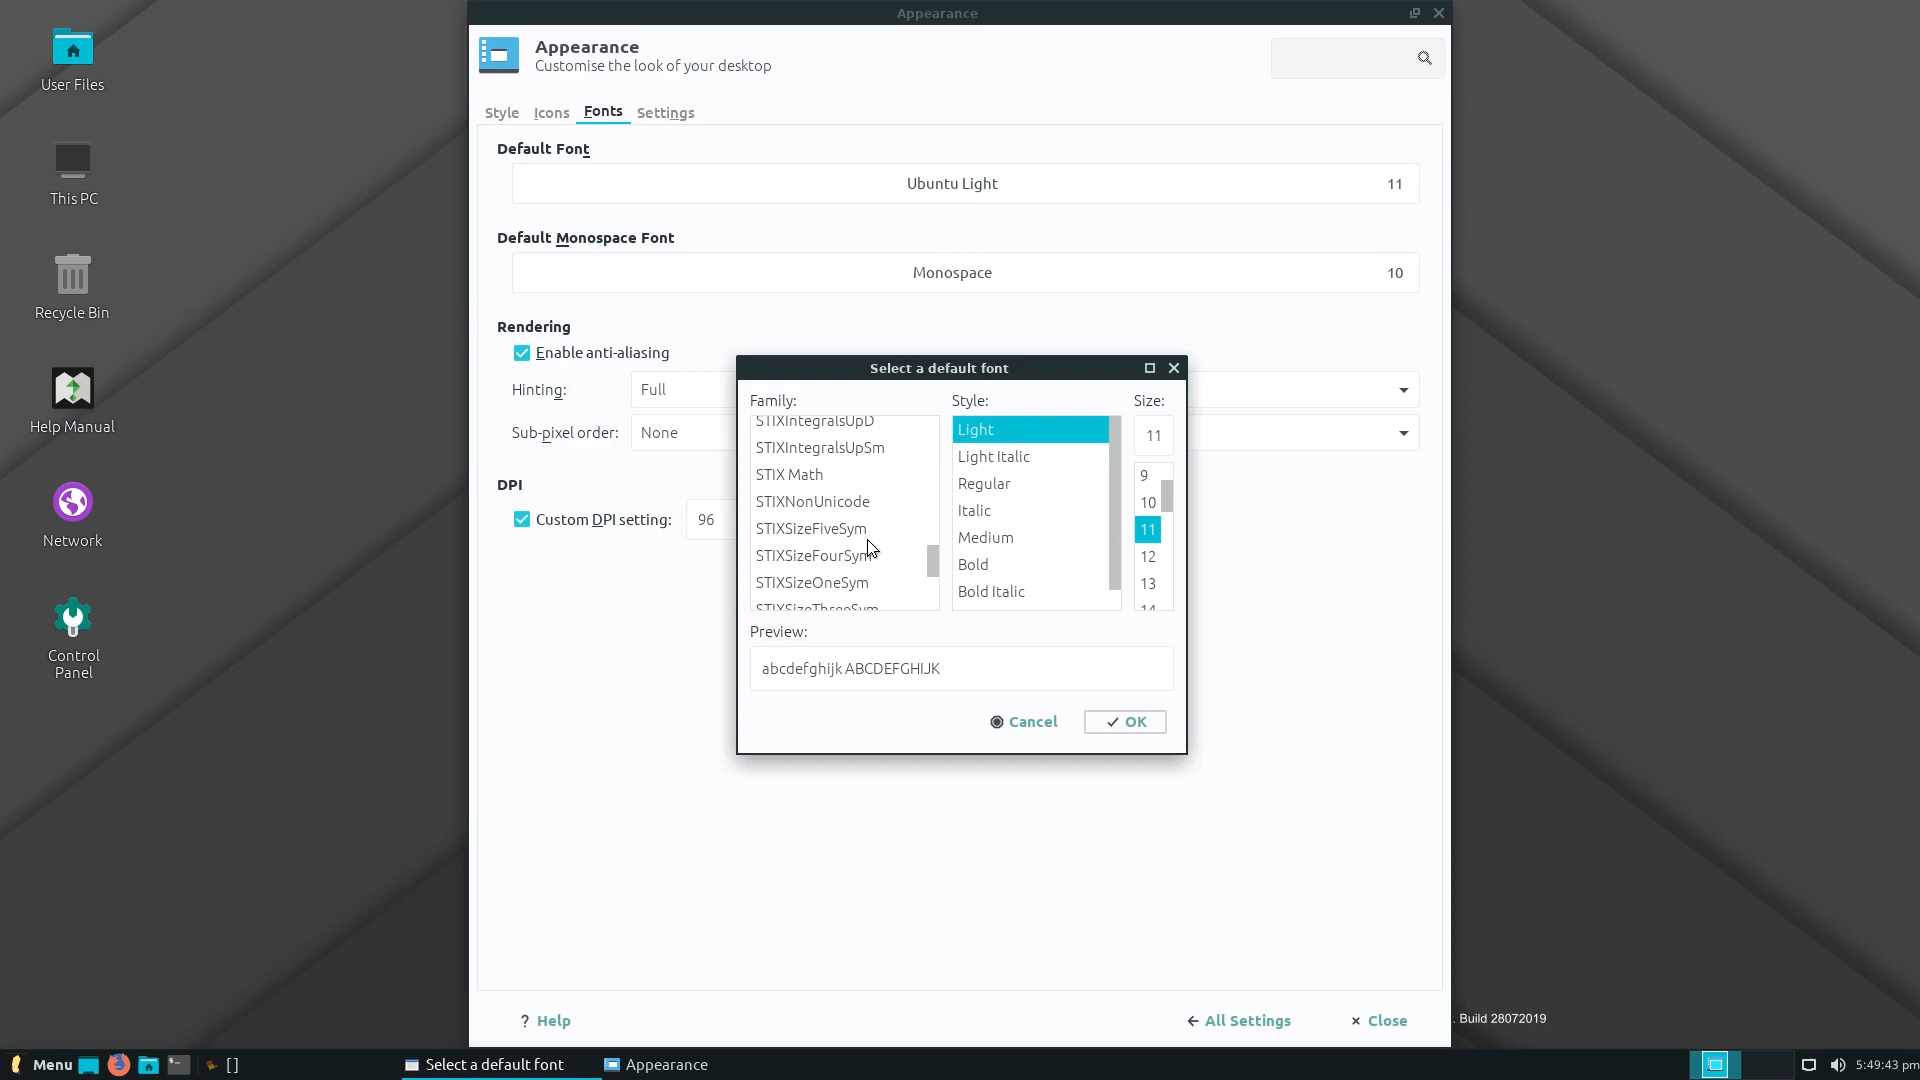 Appearance
User Files
This PC
Recycle Bin
Help Manual
Network
Control
Panel
Appearance
Customise the look of your desktop
Style Icons Fonts Settings
Default Font
Ubuntu Light 11
Default Monospace Font
Monospace 10
Rendering
Enable anti-aliasing
Hinting: Full
Sub-pixel order: None
DPI
Custom DPI setting: 96
Select a default font
Family: Style: Size:
STIXIntegralsUpD
STIXIntegralsUpSm
STIX Math
STIXNonUnicode
STIXSizeFiveSym
STIXSizeFourSym
STIXSizeOneSym
STIXSizeThreeSym
Light
Light Italic
Regular
Italic
Medium
Bold
Bold Italic
11
9
10
11
12
13
14
Preview:
abcdefghijk ABCDEFGHIJK
Cancel OK
? Help All Settings Close
. Build 28072019
Menu [] Select a default font Appearance 5:49:43 pm